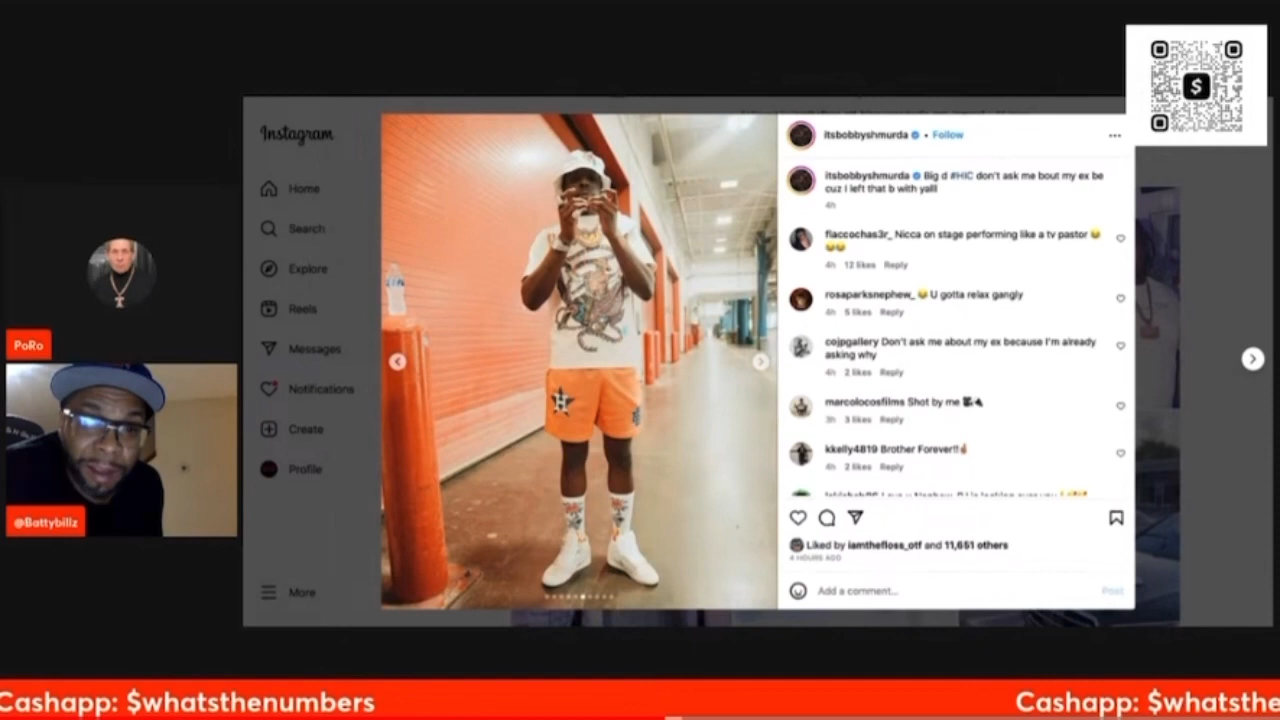 Instagram
Home
Search
Explore
Reels
Messages
Notifications
Create
Profile
More
PoRo
@Battybillz
itsbobbyshmurda • Follow
itsbobbyshmurda Big d #HIC don't ask me bout my ex be
cuz I left that b with yalll
4h
flaccochas3r_ Nicca on stage performing like a tv pastor 😂
😂😂
4h 12 likes Reply
rosaparksnephew_ 😂 U gotta relax gangly
4h 5 likes Reply
cojpgallery Don't ask me about my ex because I'm already
asking why
4h 2 likes Reply
marcolocosfilms Shot by me
3h 3 likes Reply
kkelly4819 Brother Forever!!
4h 2 likes Reply
Liked by iamthefloss_otf and 11,651 others
4 HOURS AGO
Add a comment...
Post
$
Cashapp: $whatsthenumbers
Cashapp: $whatsthe